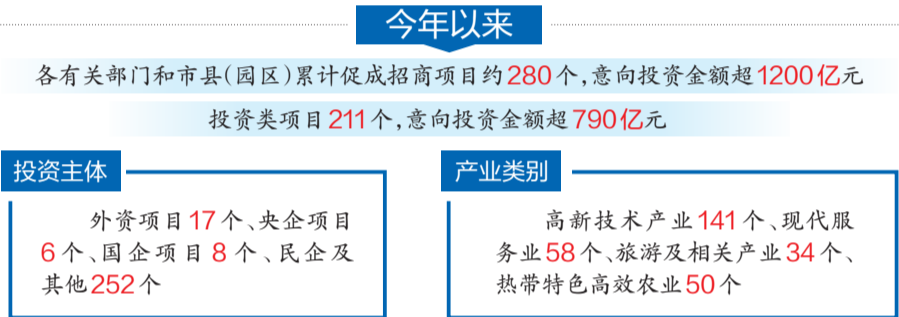 今年以来
各有关部门和市县(园区)累计促成招商项目约280个,意向投资金额超1200亿元
投资类项目211个,意向投资金额超790亿元
投资主体
外资项目17个、央企项目
6个、国企项目8个、民企及
其他252个
产业类别
高新技术产业141个、现代服
务业58个、旅游及相关产业34个、
热带特色高效农业50个